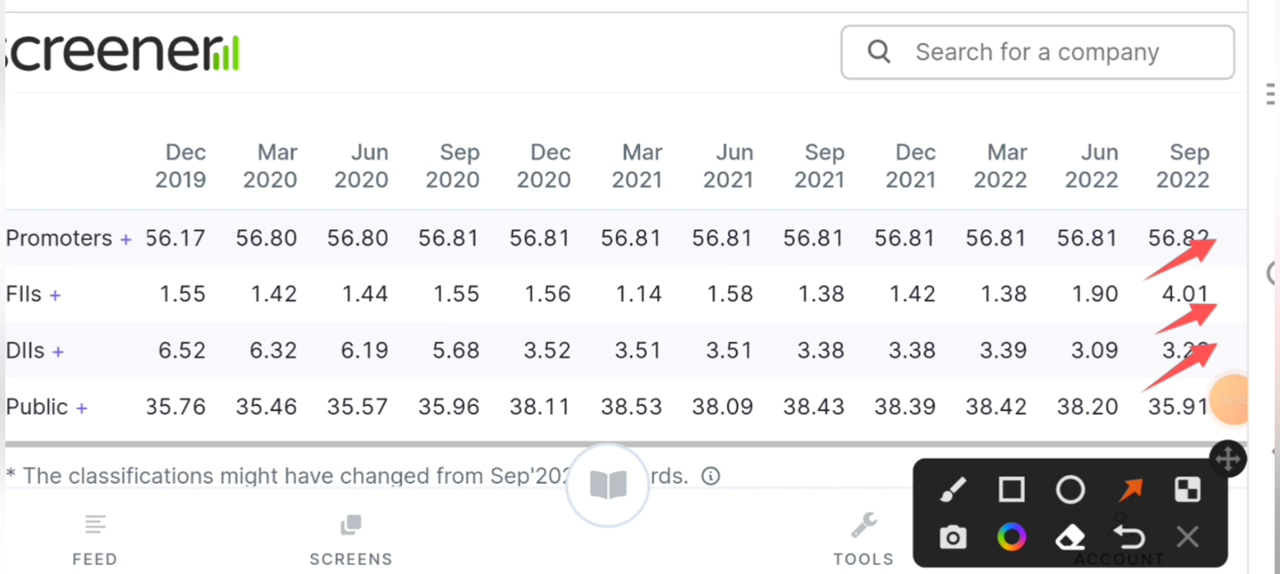 screener
Search for a company
Dec 2019 Mar 2020 Jun 2020 Sep 2020 Dec 2020 Mar 2021 Jun 2021 Sep 2021 Dec 2021 Mar 2022 Jun 2022 Sep 2022
Promoters + 56.17 56.80 56.80 56.81 56.81 56.81 56.81 56.81 56.81 56.81 56.81 56.82
FIIs + 1.55 1.42 1.44 1.55 1.56 1.14 1.58 1.38 1.42 1.38 1.90 4.01
DIIs + 6.52 6.32 6.19 5.68 3.52 3.51 3.51 3.38 3.38 3.39 3.09
Public + 35.76 35.46 35.57 35.96 38.11 38.53 38.09 38.43 38.39 38.42 38.20 35.91
* The classifications might have changed from
FEED SCREENS TOOLS ACCOUNT